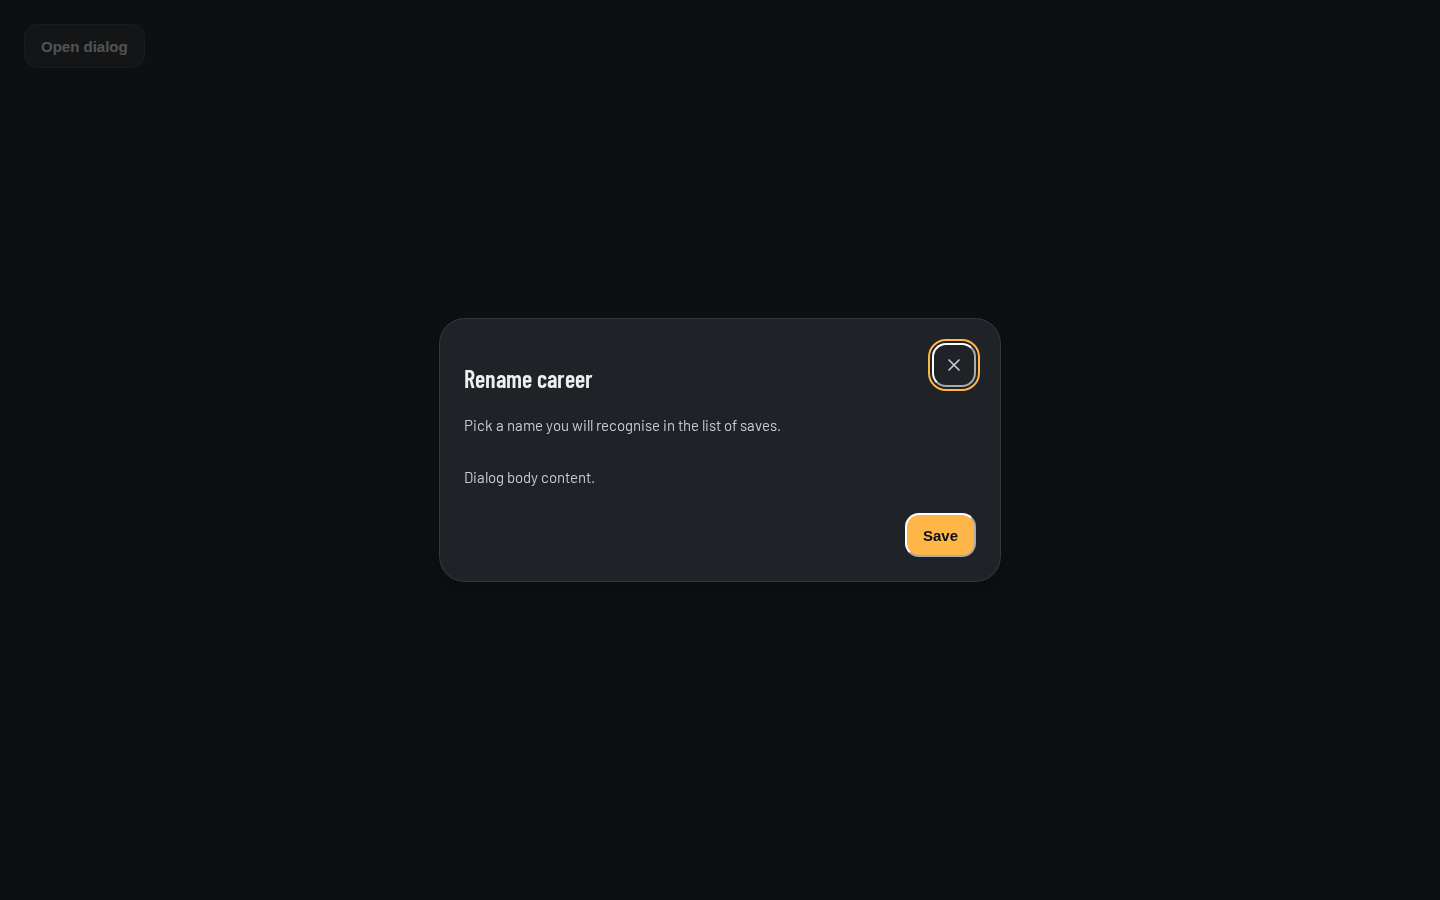 Open dialog
Rename career
Pick a name you will recognise in the list of saves.
Dialog body content.
Save